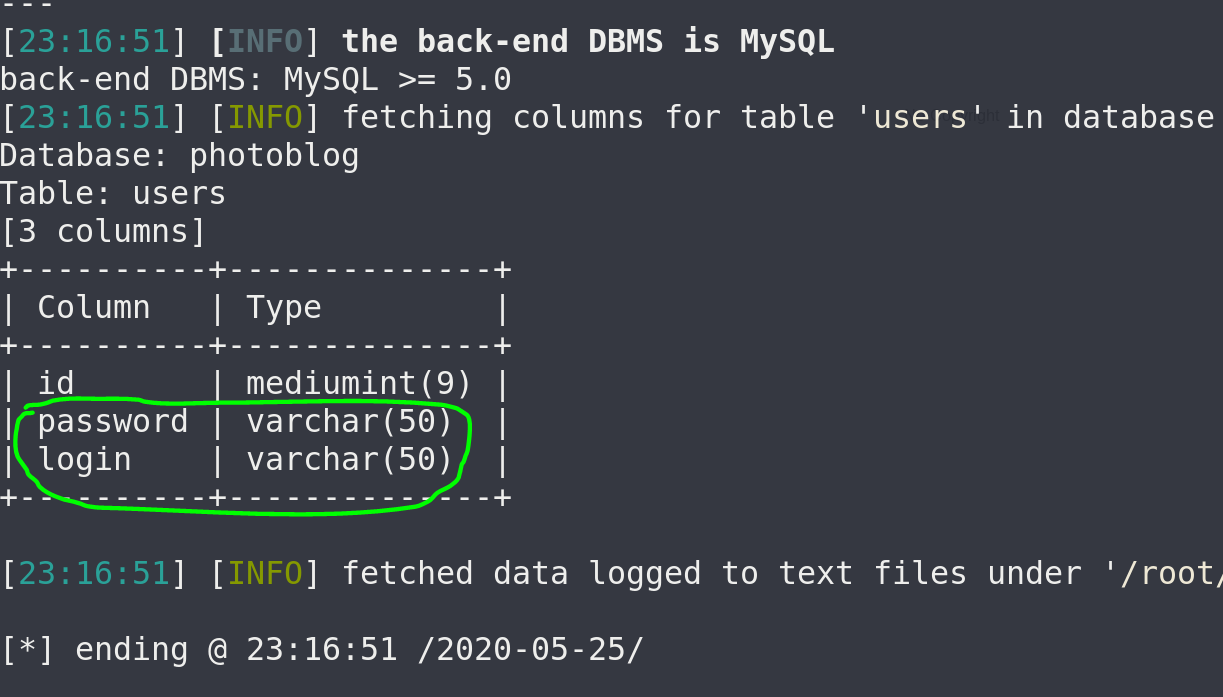 ---
[23:16:51] [INFO] the back-end DBMS is MySQL
back-end DBMS: MySQL >= 5.0
[23:16:51] [INFO] fetching columns for table 'users' in database
Database: photoblog
Table: users
[3 columns]
+----------+--------------+
| Column   | Type         |
+----------+--------------+
| id       | mediumint(9) |
| password | varchar(50)  |
| login    | varchar(50)  |
+----------+--------------+
[23:16:51] [INFO] fetched data logged to text files under '/root/
[*] ending @ 23:16:51 /2020-05-25/